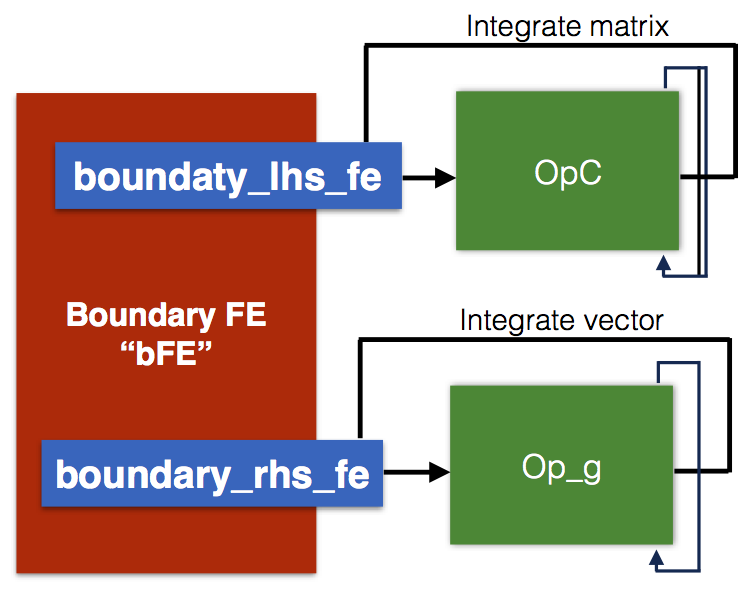 Integrate matrix
boundaty_lhs_fe
OpC
Boundary FE
“bFE”
Integrate vector
boundary_rhs_fe
Op_g